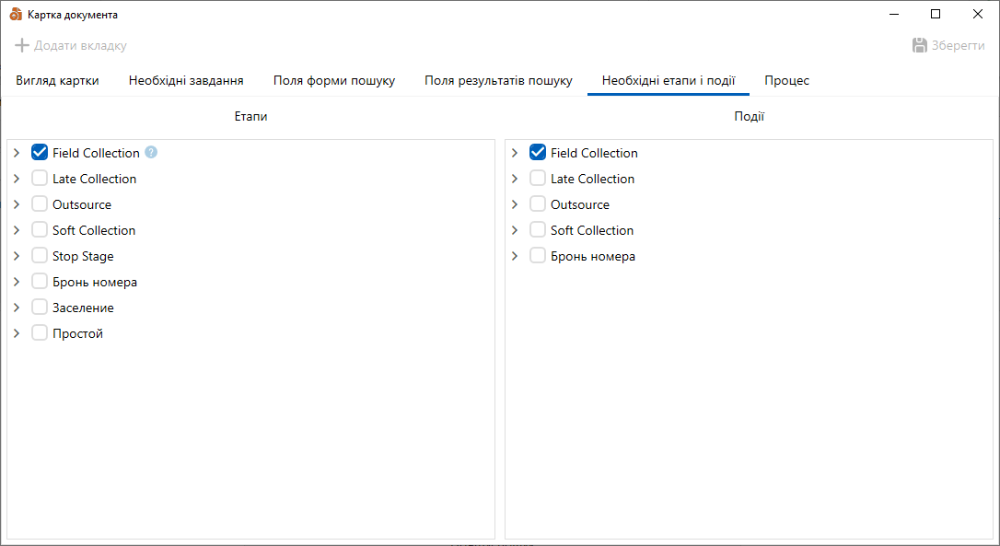 Картка документа
Додати вкладку
Зберегти
Вигляд картки
Необхідні завдання
Поля форми пошуку
Поля результатів пошуку
Необхідні етапи і події
Процес
Етапи
Події
Field Collection ?
Late Collection
Outsource
Soft Collection
Stop Stage
Бронь номера
Заселение
Простой
Field Collection
Late Collection
Outsource
Soft Collection
Бронь номера